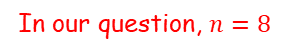 In our question, n = 8